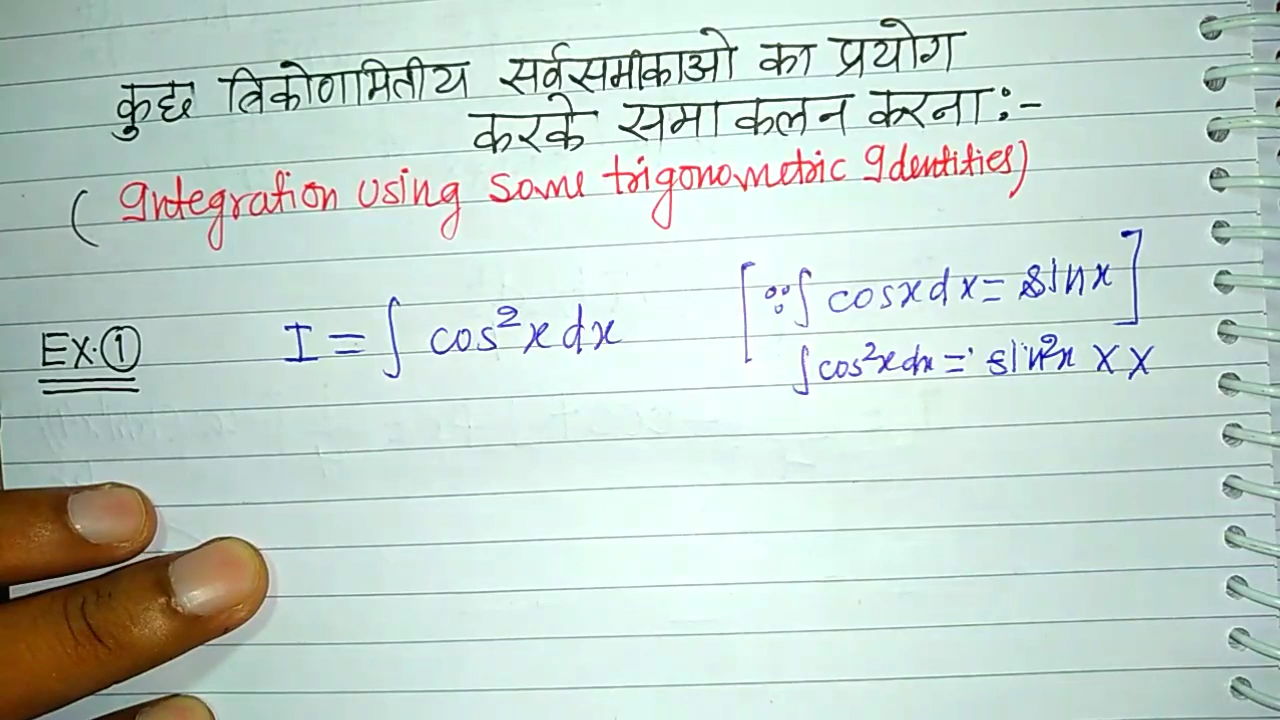 कुछ त्रिकोणमितीय सर्वसमीकाओ का प्रयोग
करके समाकलन करना:-
(Integration using some trigonometric Identities)
Ex.① I = ∫ cos²x dx [∵ ∫ cosx dx = sinx]
∫ cos²x dx = sin²x X X